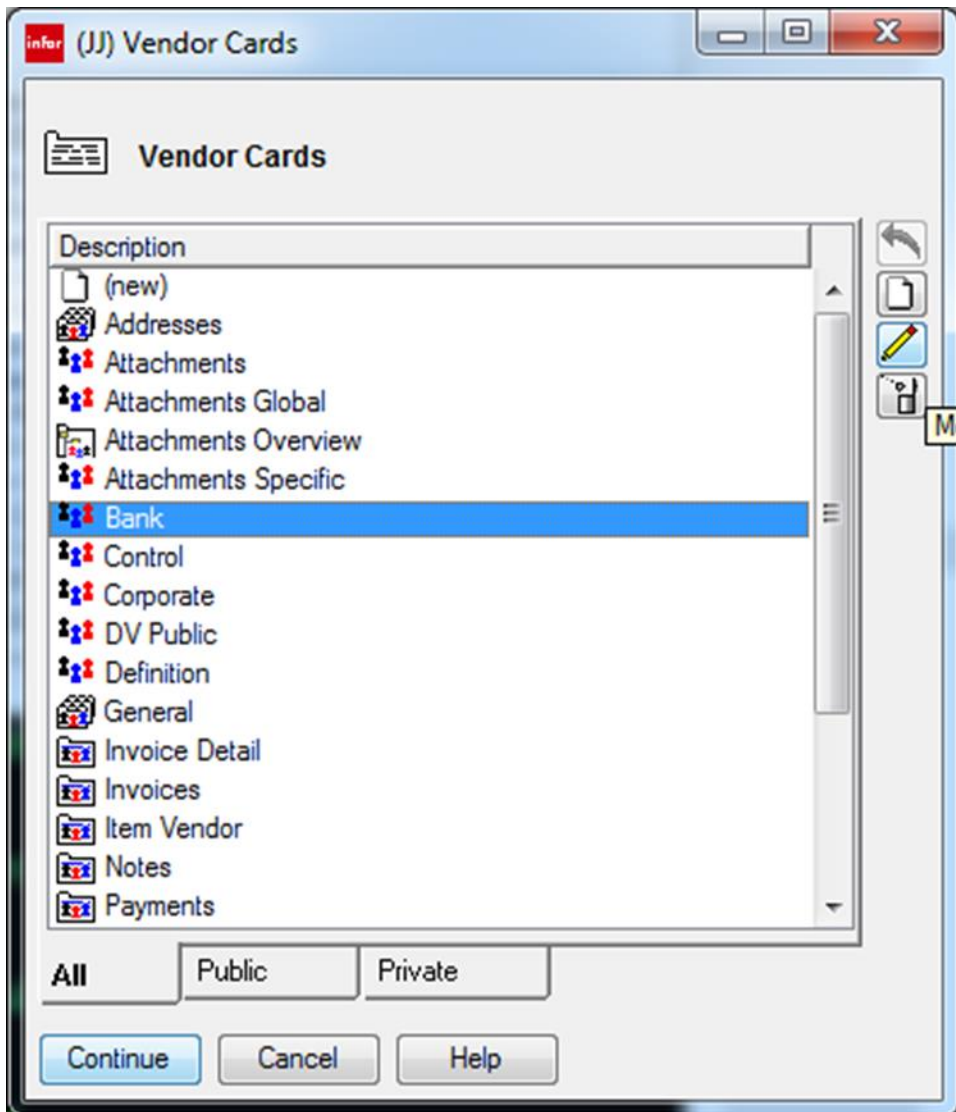 infor (JJ) Vendor Cards
Vendor Cards
Description
(new)
Addresses
Attachments
Attachments Global
Attachments Overview
Attachments Specific
Bank
Control
Corporate
DV Public
Definition
General
Invoice Detail
Invoices
Item Vendor
Notes
Payments
All Public Private
Continue Cancel Help